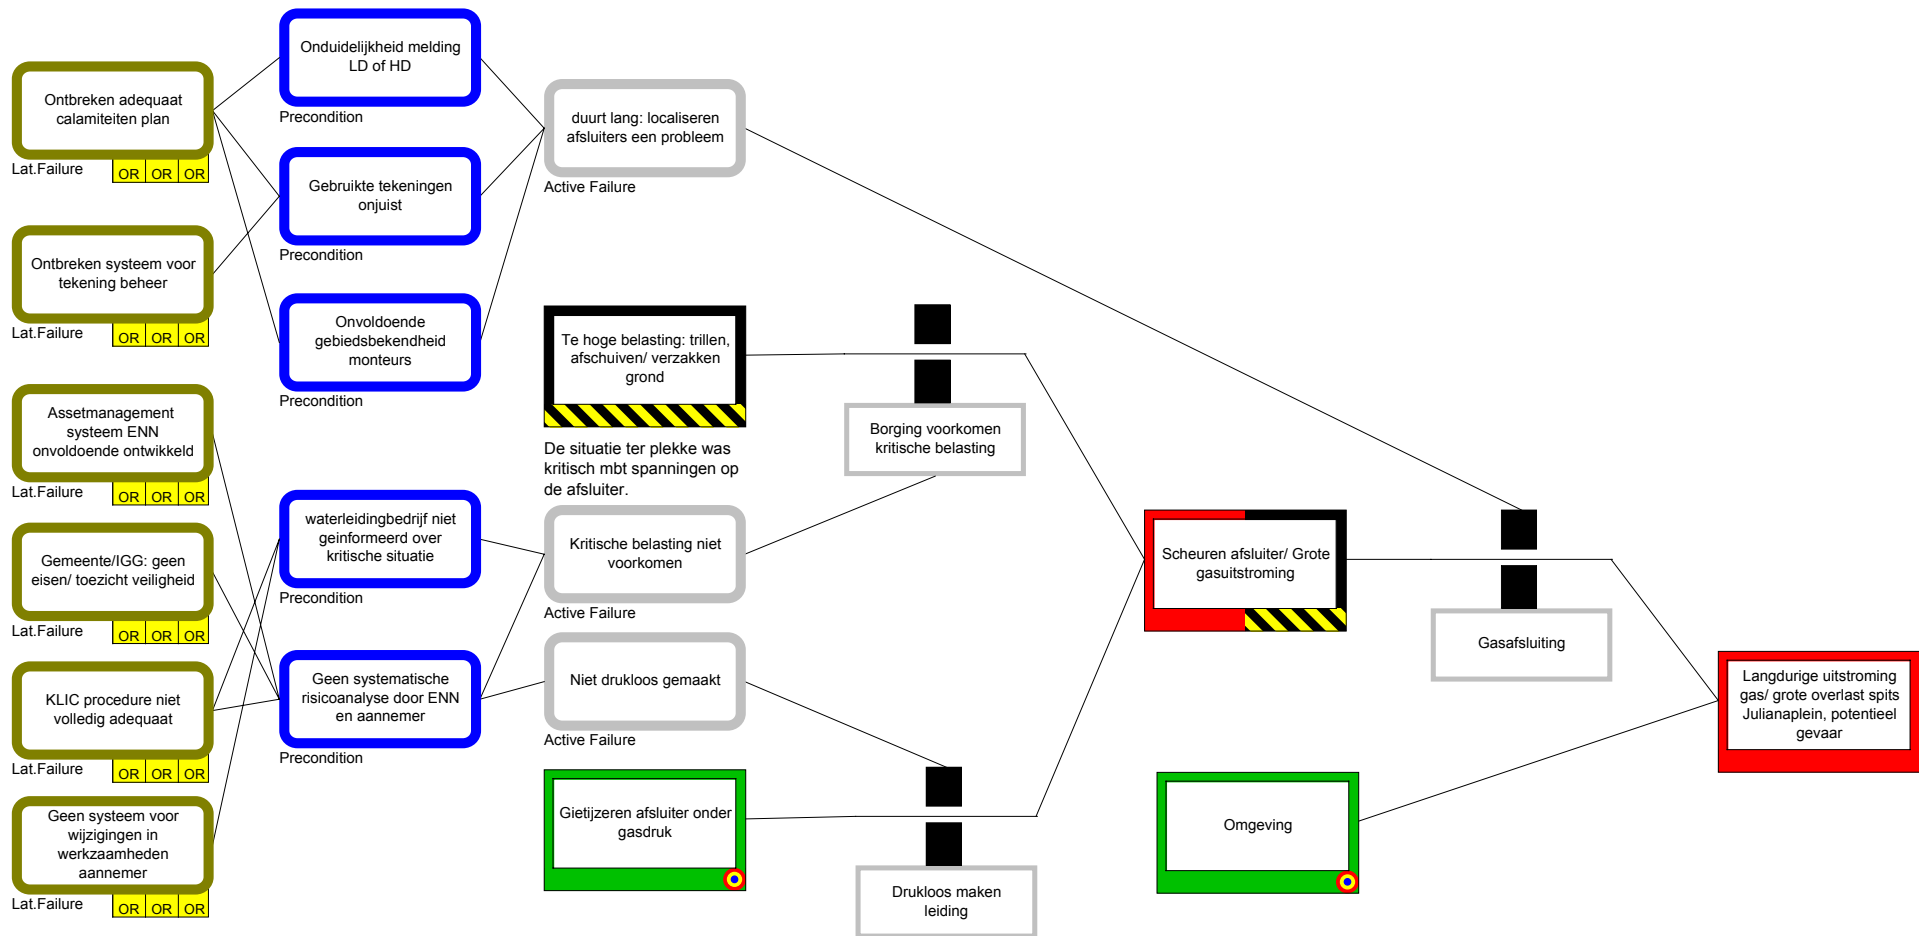 Ontbreken adequaat
calamiteiten plan
Lat.Failure
OR OR OR
Ontbreken systeem voor
tekening beheer
Lat.Failure
OR OR OR
Assetmanagement
systeem ENN
onvoldoende ontwikkeld
Lat.Failure
OR OR OR
Gemeente/IGG: geen
eisen/ toezicht veiligheid
Lat.Failure
OR OR OR
KLIC procedure niet
volledig adequaat
Lat.Failure
OR OR OR
Geen systeem voor
wijzigingen in
werkzaamheden
aannemer
Lat.Failure
OR OR OR
Onduidelijkheid melding
LD of HD
Precondition
Gebruikte tekeningen
onjuist
Precondition
Onvoldoende
gebiedsbekendheid
monteurs
Precondition
waterleidingbedrijf niet
geinformeerd over
kritische situatie
Precondition
Geen systematische
risicoanalyse door ENN
en aannemer
Precondition
duurt lang: localiseren
afsluiters een probleem
Active Failure
Te hoge belasting: trillen,
afschuiven/ verzakken
grond
De situatie ter plekke was
kritisch mbt spanningen op
de afsluiter.
Kritische belasting niet
voorkomen
Active Failure
Niet drukloos gemaakt
Active Failure
Gietijzeren afsluiter onder
gasdruk
Borging voorkomen
kritische belasting
Drukloos maken
leiding
Scheuren afsluiter/ Grote
gasuitstroming
Omgeving
Gasafsluiting
Langdurige uitstroming
gas/ grote overlast spits
Julianaplein, potentieel
gevaar